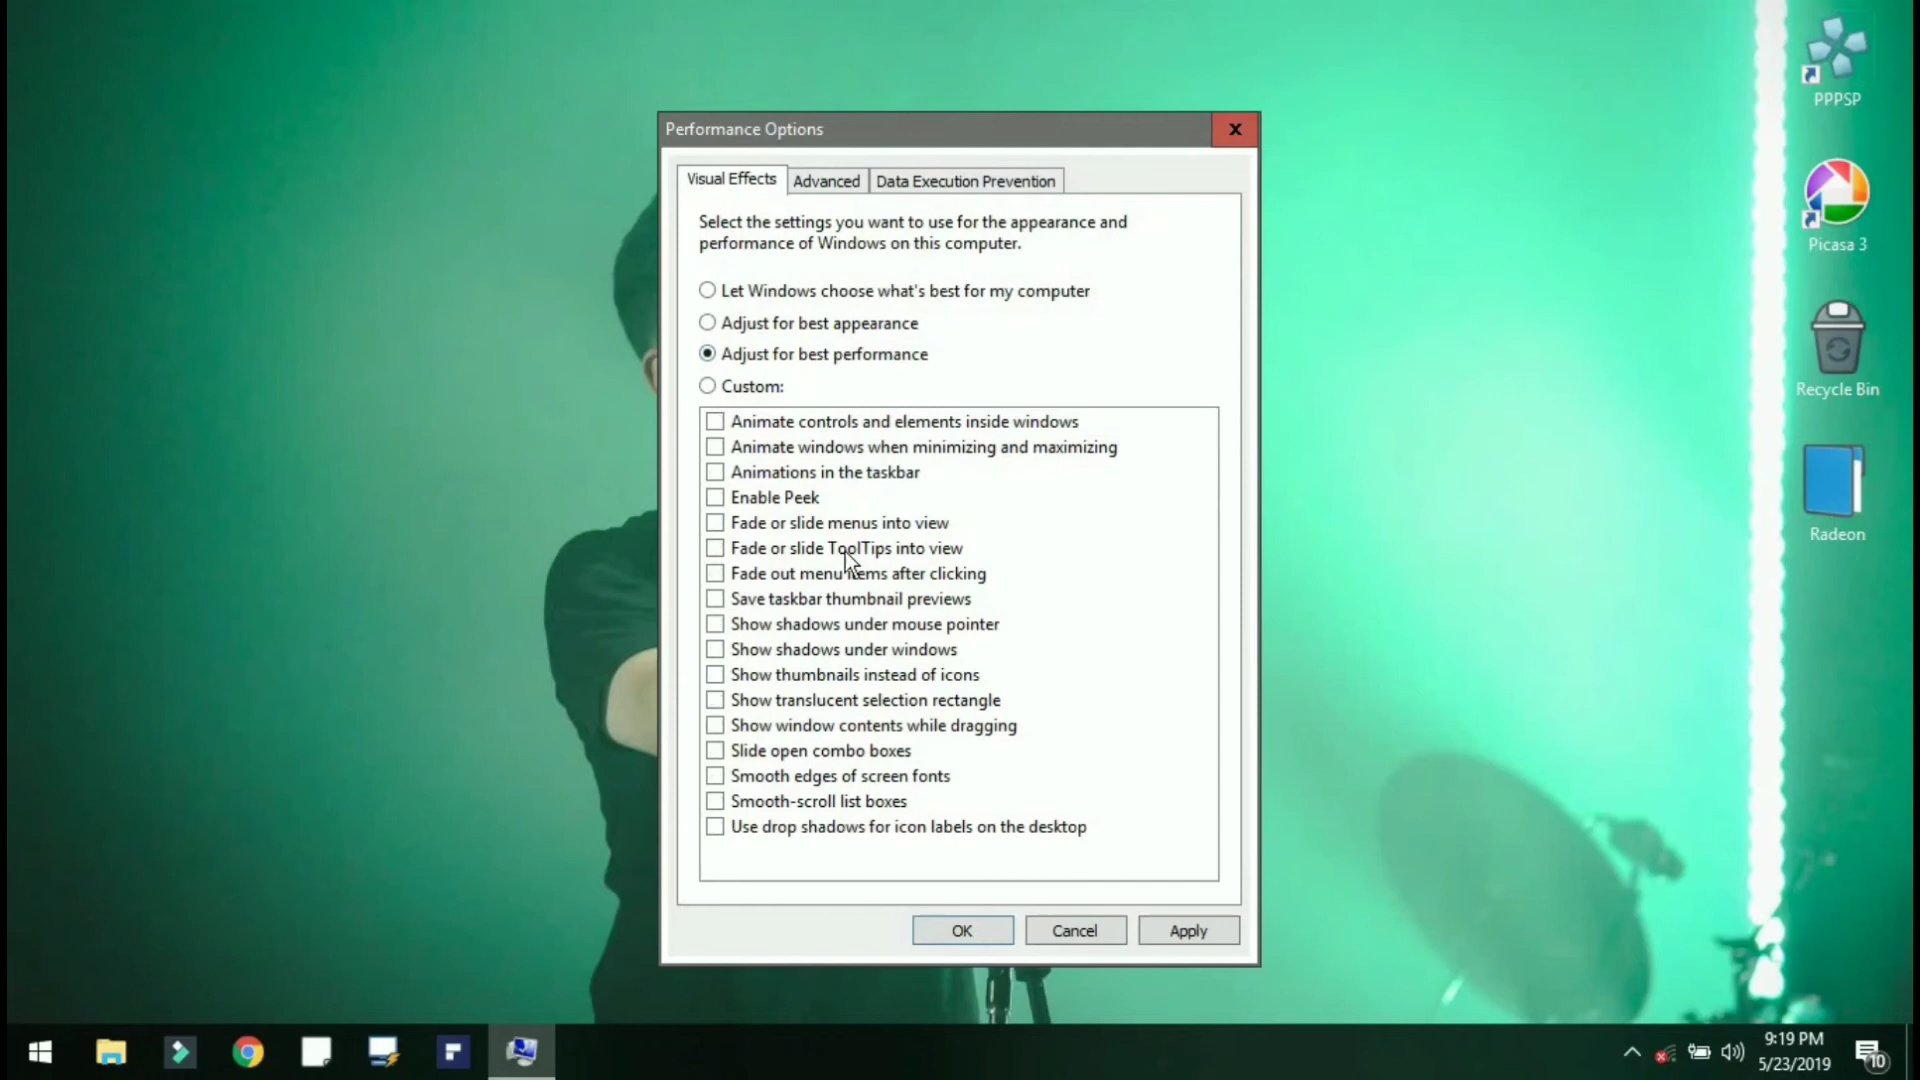 Performance Options
X
Visual Effects
Advanced
Data Execution Prevention
Select the settings you want to use for the appearance and
performance of Windows on this computer.
Let Windows choose what's best for my computer
Adjust for best appearance
Adjust for best performance
Custom:
Animate controls and elements inside windows
Animate windows when minimizing and maximizing
Animations in the taskbar
Enable Peek
Fade or slide menus into view
Fade or slide ToolTips into view
Fade out menu items after clicking
Save taskbar thumbnail previews
Show shadows under mouse pointer
Show shadows under windows
Show thumbnails instead of icons
Show translucent selection rectangle
Show window contents while dragging
Slide open combo boxes
Smooth edges of screen fonts
Smooth-scroll list boxes
Use drop shadows for icon labels on the desktop
OK
Cancel
Apply
PPPSP
Picasa 3
Recycle Bin
Radeon
9:19 PM
5/23/2019
10